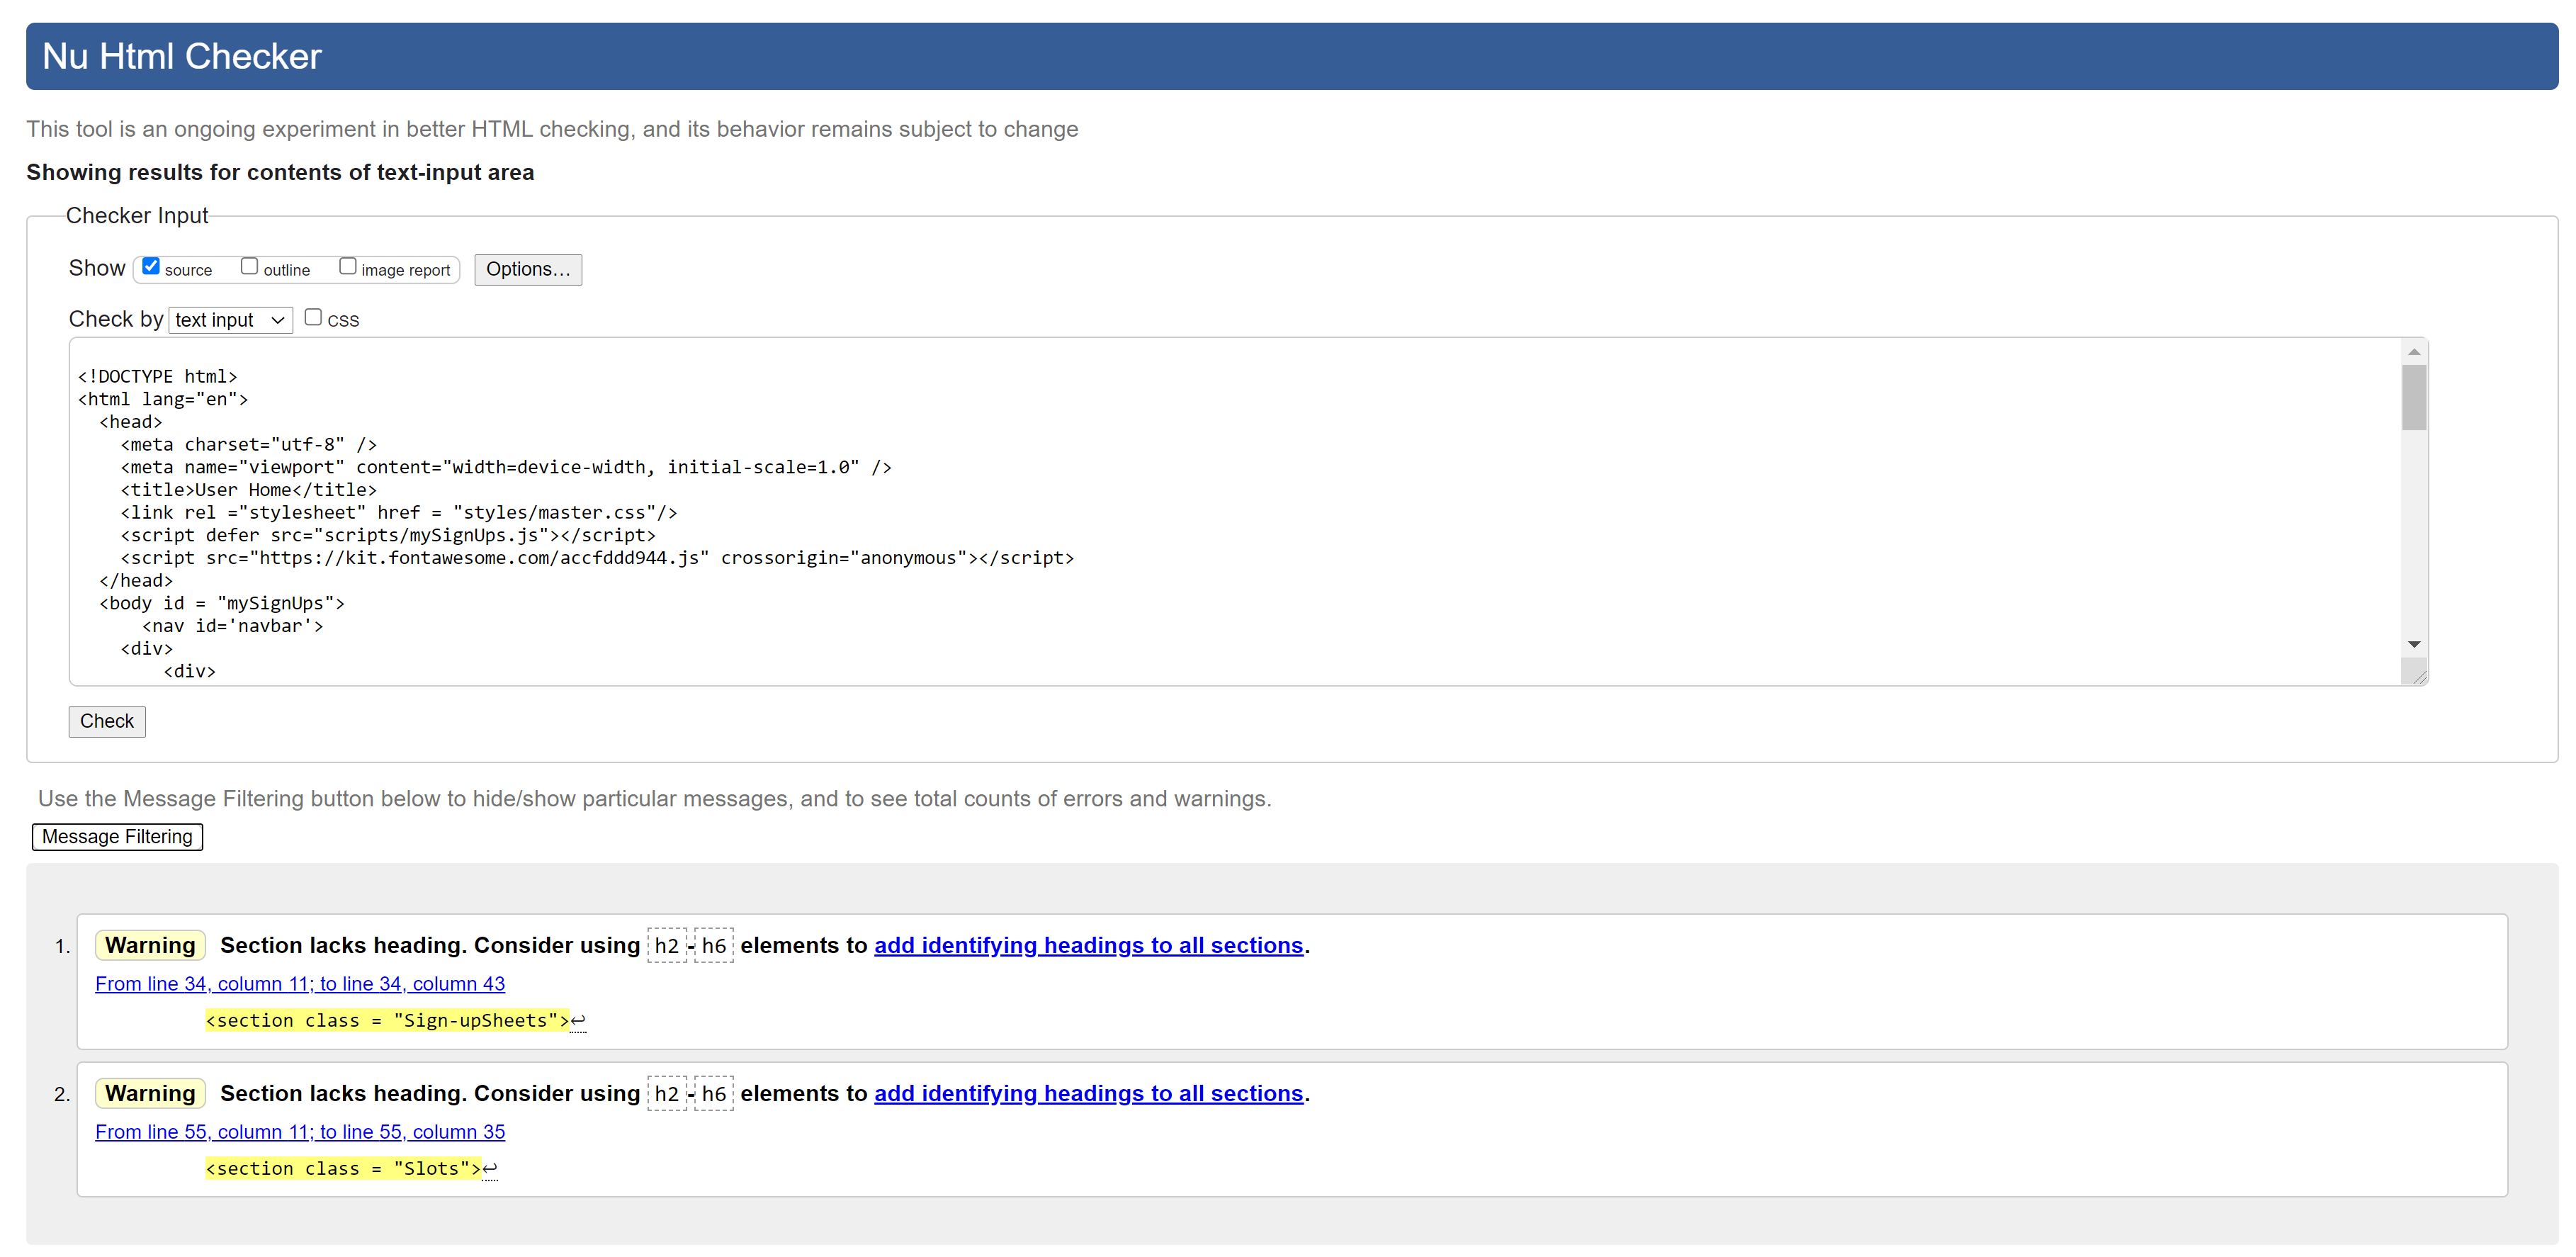 Nu Html Checker
This tool is an ongoing experiment in better HTML checking, and its behavior remains subject to change
Showing results for contents of text-input area
Checker Input
Show source outline image report Options...
Check by text input CSS
<!DOCTYPE html>
<html lang="en">
<head>
<meta charset="utf-8" />
<meta name="viewport" content="width=device-width, initial-scale=1.0" />
<title>User Home</title>
<link rel ="stylesheet" href = "styles/master.css"/>
<script defer src="scripts/mySignUps.js"></script>
<script src="https://kit.fontawesome.com/accfddd944.js" crossorigin="anonymous"></script>
</head>
<body id = "mySignUps">
<nav id='navbar'>
<div>
<div>
Check
Use the Message Filtering button below to hide/show particular messages, and to see total counts of errors and warnings.
Message Filtering
1. Warning Section lacks heading. Consider using h2-h6 elements to add identifying headings to all sections.
From line 34, column 11; to line 34, column 43
<section class = "Sign-upSheets">↩
2. Warning Section lacks heading. Consider using h2-h6 elements to add identifying headings to all sections.
From line 55, column 11; to line 55, column 35
<section class = "Slots">↩